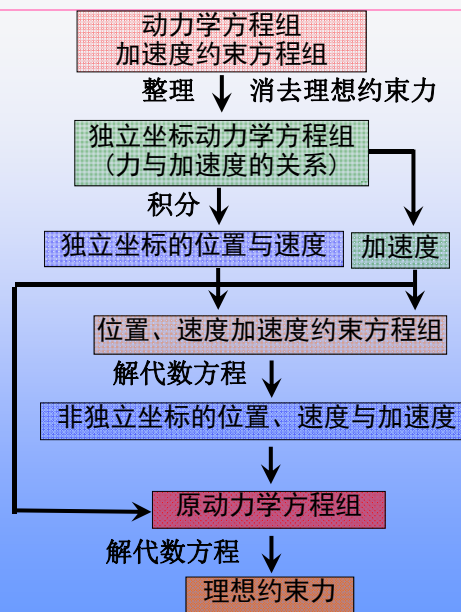 动力学方程组
加速度约束方程组
整理 消去理想约束力
独立坐标动力学方程组
(力与加速度的关系)
积分
独立坐标的位置与速度
加速度
位置、速度加速度约束方程组
解代数方程
非独立坐标的位置、速度与加速度
原动力学方程组
解代数方程
理想约束力